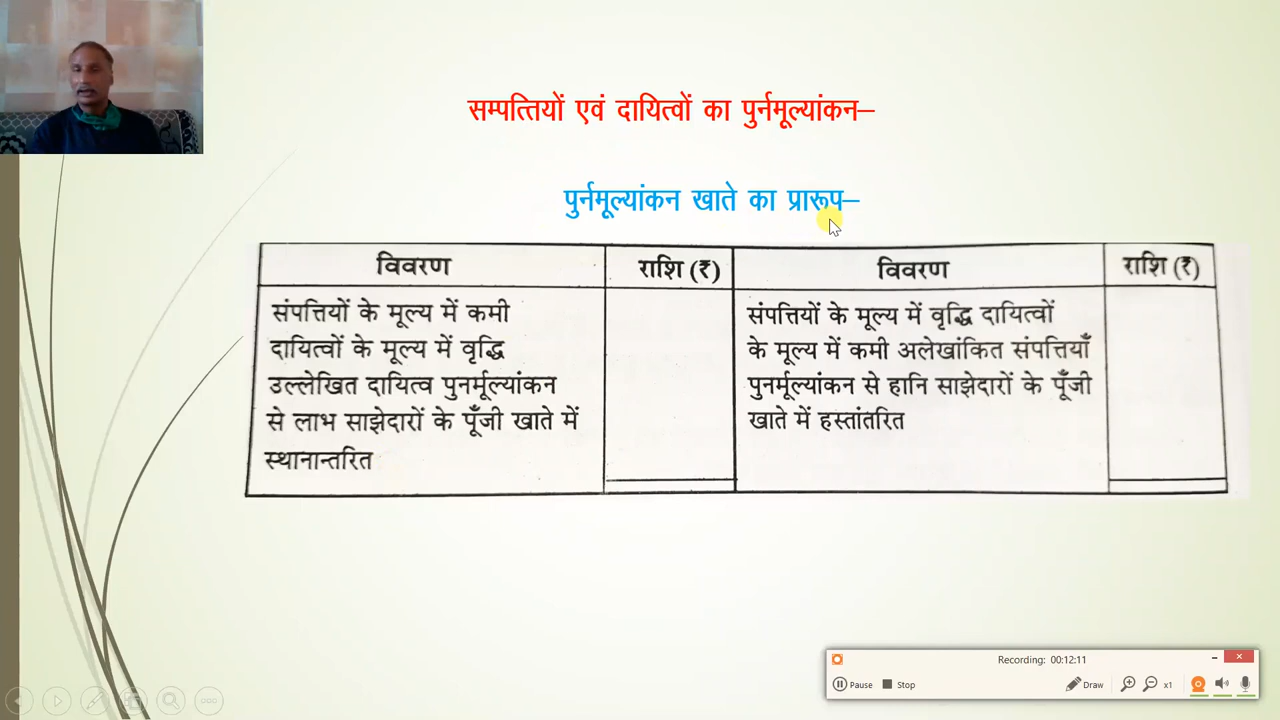 सम्पत्तियों एवं दायित्वों का पुर्नमूल्यांकन–
पुर्नमूल्यांकन खाते का प्रारूप–
विवरण राशि (₹) विवरण राशि (₹)
संपत्तियों के मूल्य में कमी
दायित्वों के मूल्य में वृद्धि
उल्लेखित दायित्व पुनर्मूल्यांकन
से लाभ साझेदारों के पूँजी खाते में
स्थानान्तरित
संपत्तियों के मूल्य में वृद्धि दायित्वों
के मूल्य में कमी अलेखांकित संपत्तियाँ
पुनर्मूल्यांकन से हानि साझेदारों के पूँजी
खाते में हस्तांतरित
Recording: 00:12:11
Pause Stop Draw x1